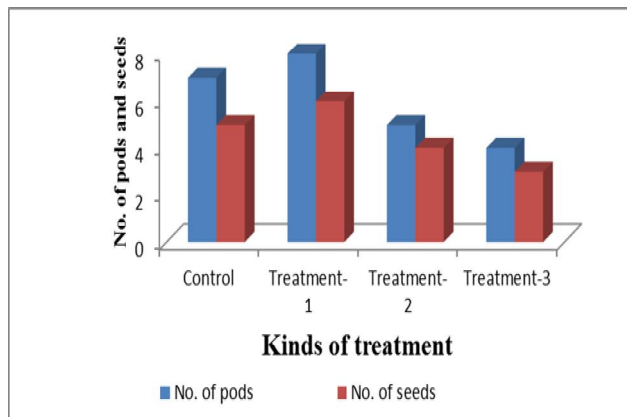 No. of pods and seeds
8
6
4
2
0
Control
Treatment-
1
Treatment-
2
Treatment-3
Kinds of treatment
No. of pods
No. of seeds